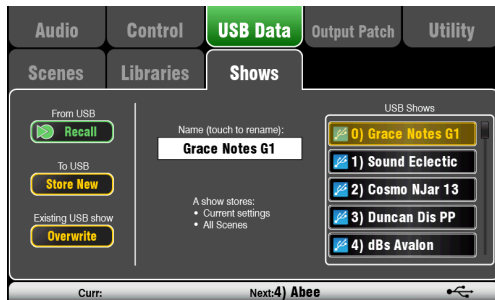 Audio
Control
USB Data
Output Patch
Utility
Scenes
Libraries
Shows
From USB
Recall
To USB
Store New
Existing USB show
Overwrite
Name (touch to rename):
Grace Notes G1
A show stores:
• Current settings
• All Scenes
USB Shows
0) Grace Notes G1
1) Sound Eclectic
2) Cosmo NJar 13
3) Duncan Dis PP
4) dBs Avalon
Curr:
Next:4) Abee